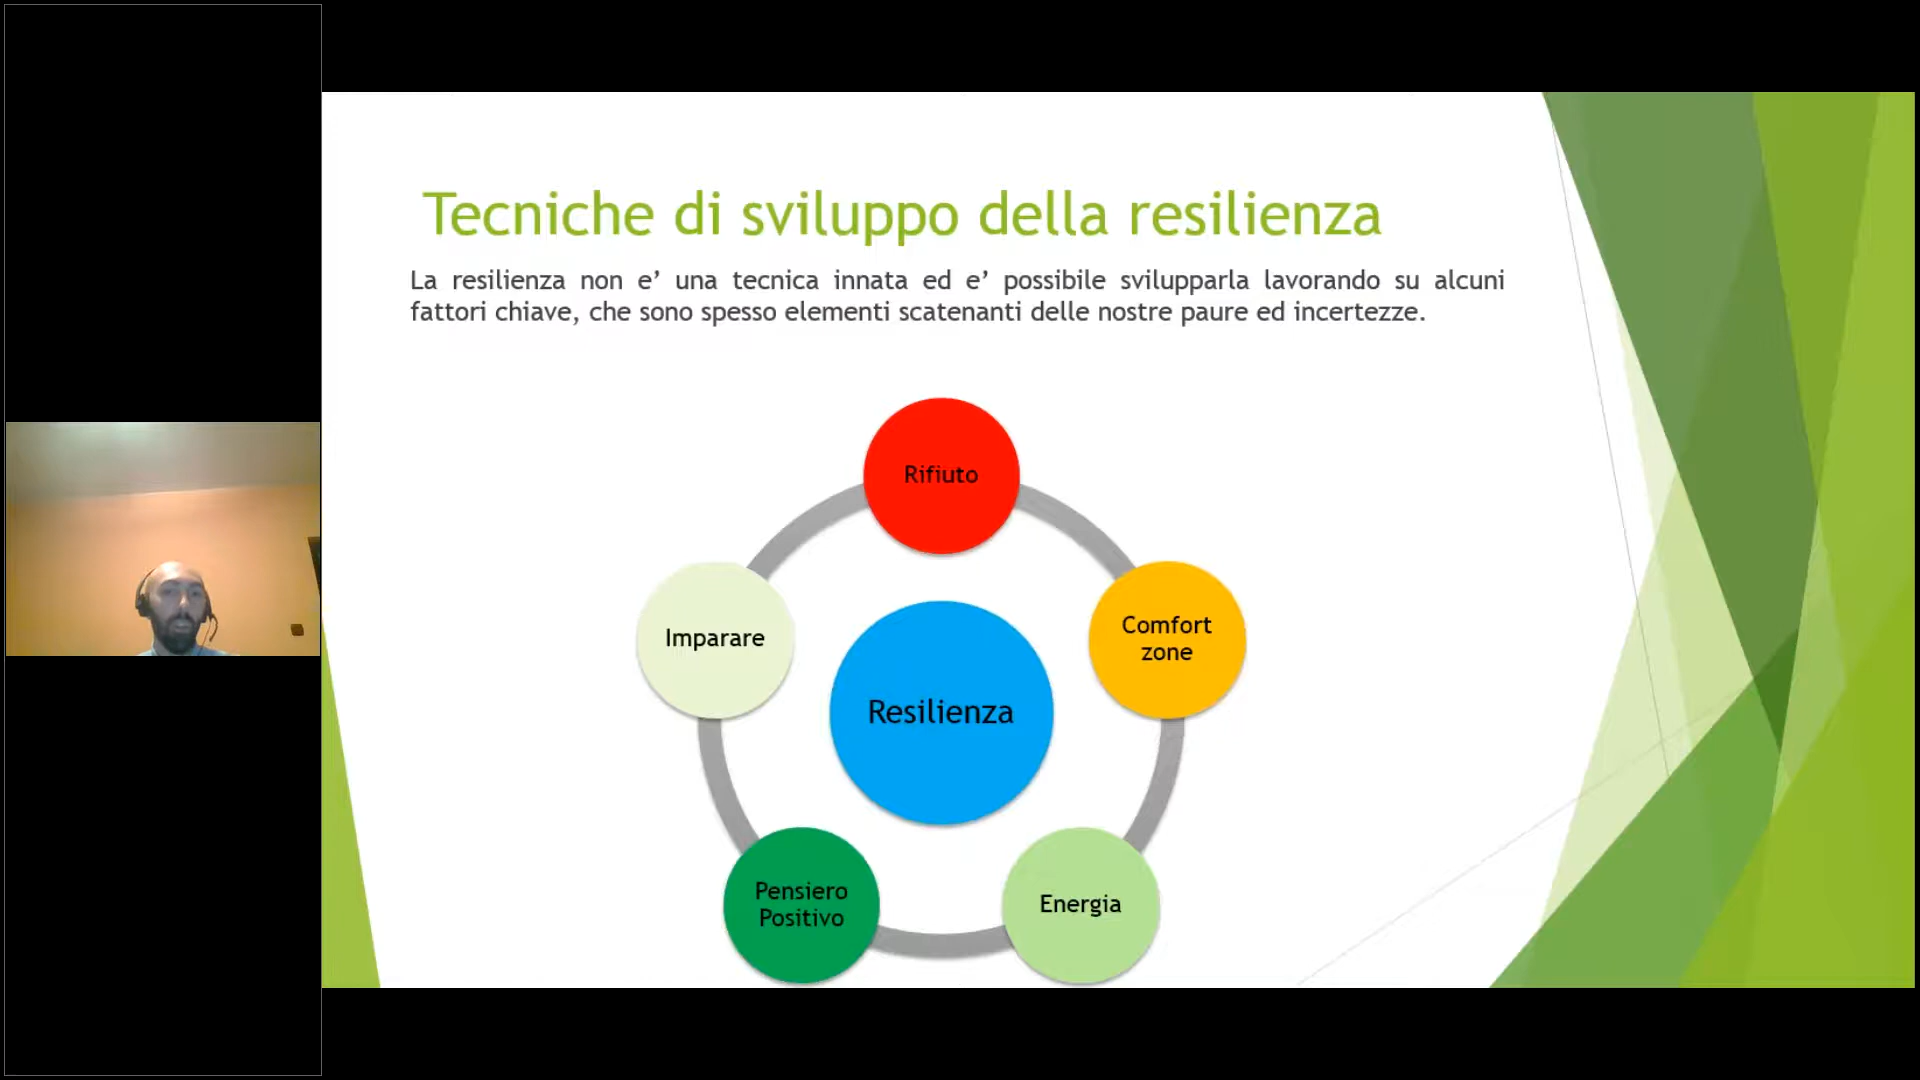 Tecniche di sviluppo della resilienza
La resilienza non e’ una tecnica innata ed e’ possibile svilupparla lavorando su alcuni
fattori chiave, che sono spesso elementi scatenanti delle nostre paure ed incertezze.
Rifiuto
Comfort
zone
Imparare
Resilienza
Pensiero
Positivo
Energia